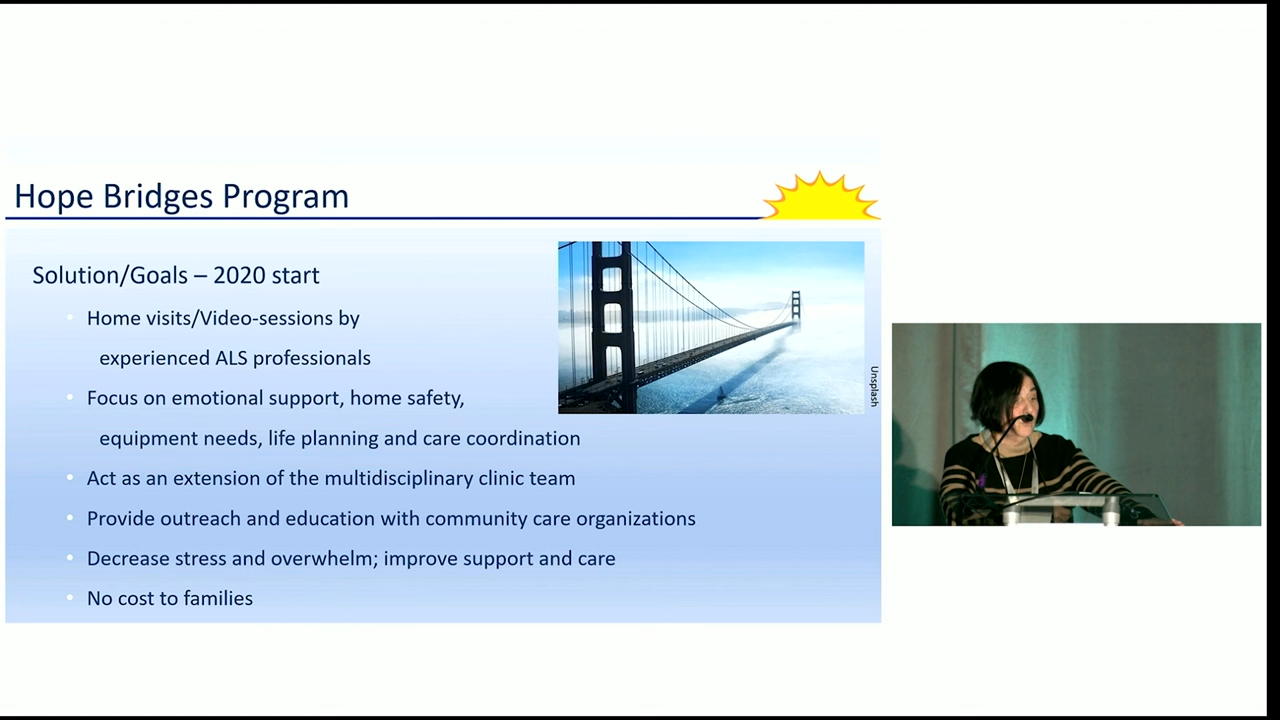 Hope Bridges Program
Solution/Goals – 2020 start
Home visits/Video-sessions by
experienced ALS professionals
Focus on emotional support, home safety,
equipment needs, life planning and care coordination
Act as an extension of the multidisciplinary clinic team
Provide outreach and education with community care organizations
Decrease stress and overwhelm; improve support and care
No cost to families
Unsplash